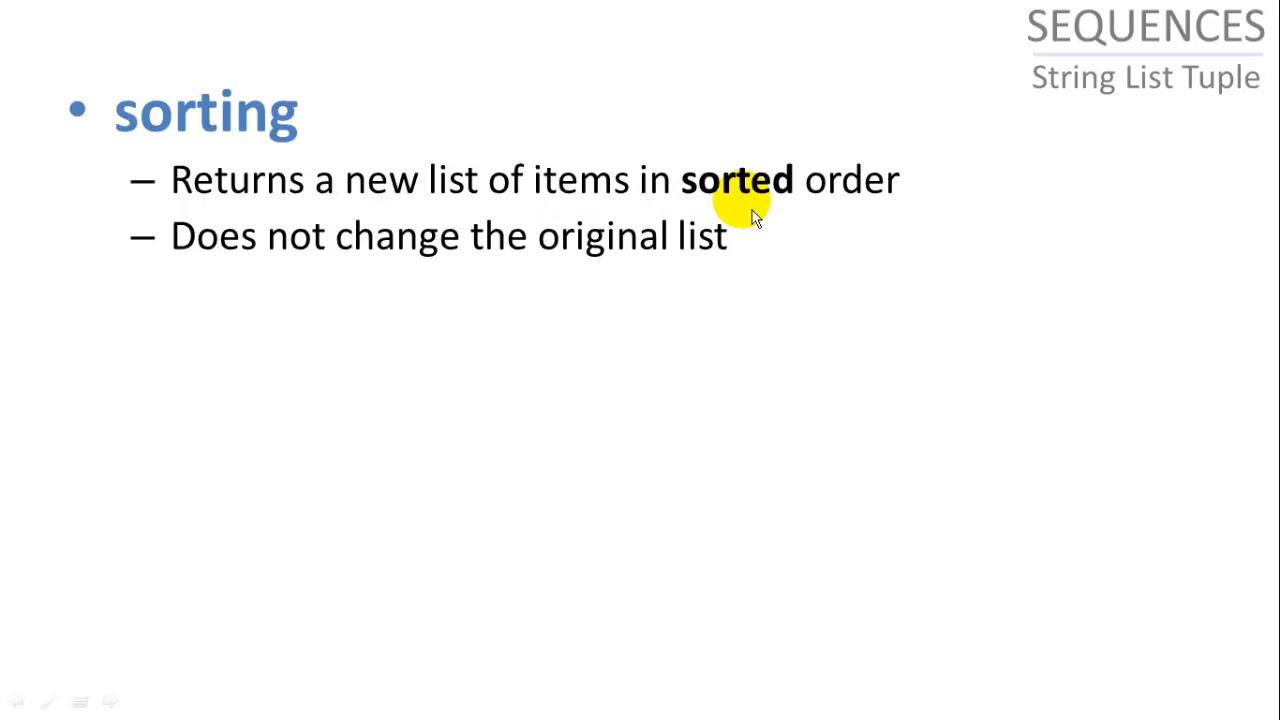 SEQUENCES
String List Tuple
• sorting
– Returns a new list of items in sorted order
– Does not change the original list